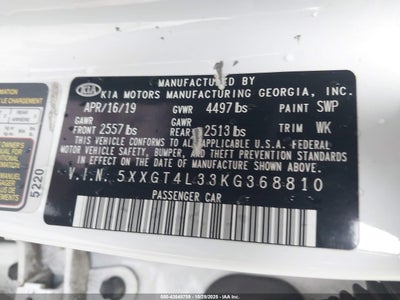 MANUFACTURED BY
KIA
KIA MOTORS MANUFACTURING GEORGIA, INC.
APR/16/19 GVWR 4497 lbs PAINT SWP
GAWR GAWR
FRONT 2557 lbs REAR 2513 lbs TRIM WK
THIS VEHICLE CONFORMS TO ALL APPLICABLE U.S.A. FEDERAL
MOTOR VEHICLE SAFETY, BUMPER, AND THEFT PREVENTION STANDARDS
IN EFFECT ON THE DATE OF MANUFACTURE SHOWN ABOVE.
V.I.N. 5XXGT4L33KG368810
PASSENGER CAR
5220